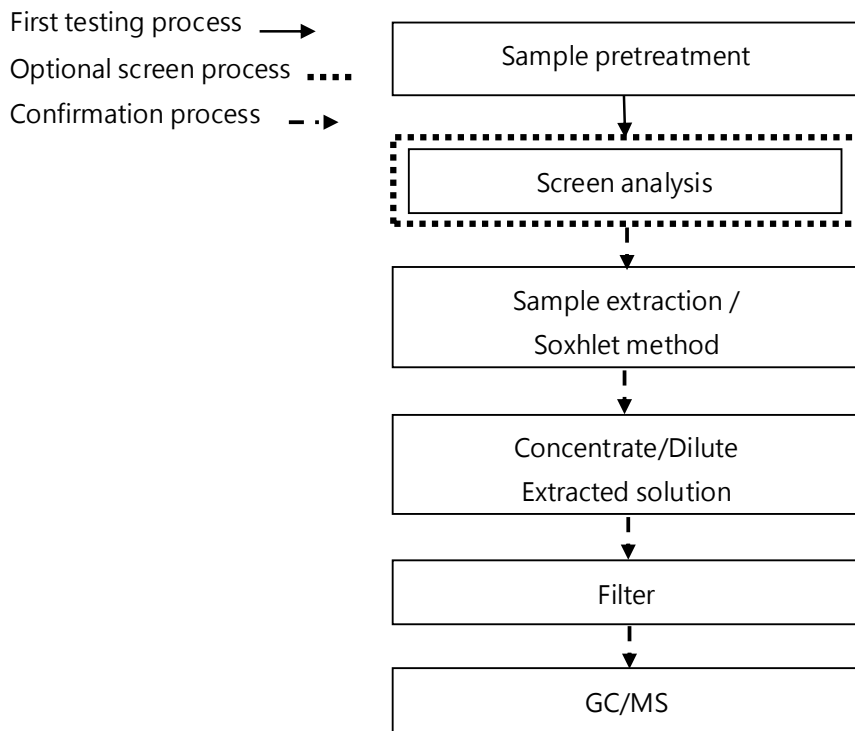 First testing process
Optional screen process
Confirmation process
Sample pretreatment
Screen analysis
Sample extraction /
Soxhlet method
Concentrate/Dilute
Extracted solution
Filter
GC/MS